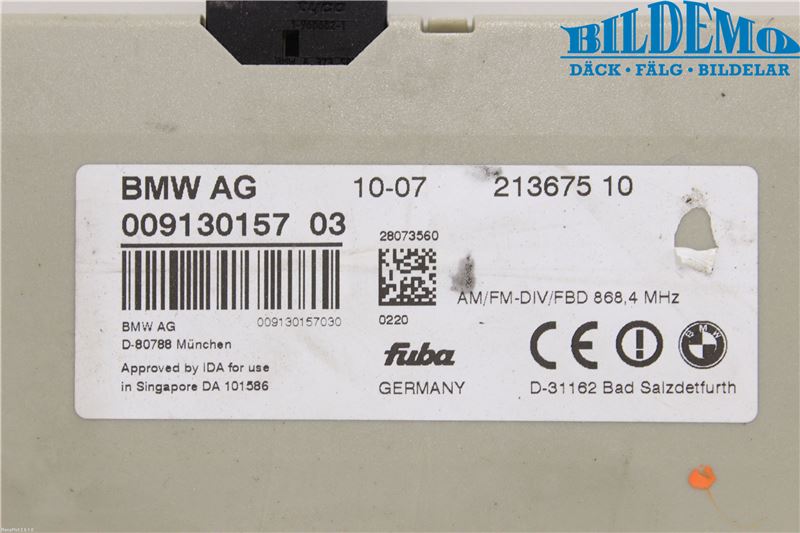 BILDEMO
DÄCK • FÄLG • BILDELAR
BMW AG 10-07 213675 10
009130157 03
28073560
AM/FM-DIV/FBD 868,4 MHz
009130157030
0220
BMW AG
D-80788 München
Approved by IDA for use
in Singapore DA 101586
fuba
GERMANY
CE
BMW
D-31162 Bad Salzdetfurth